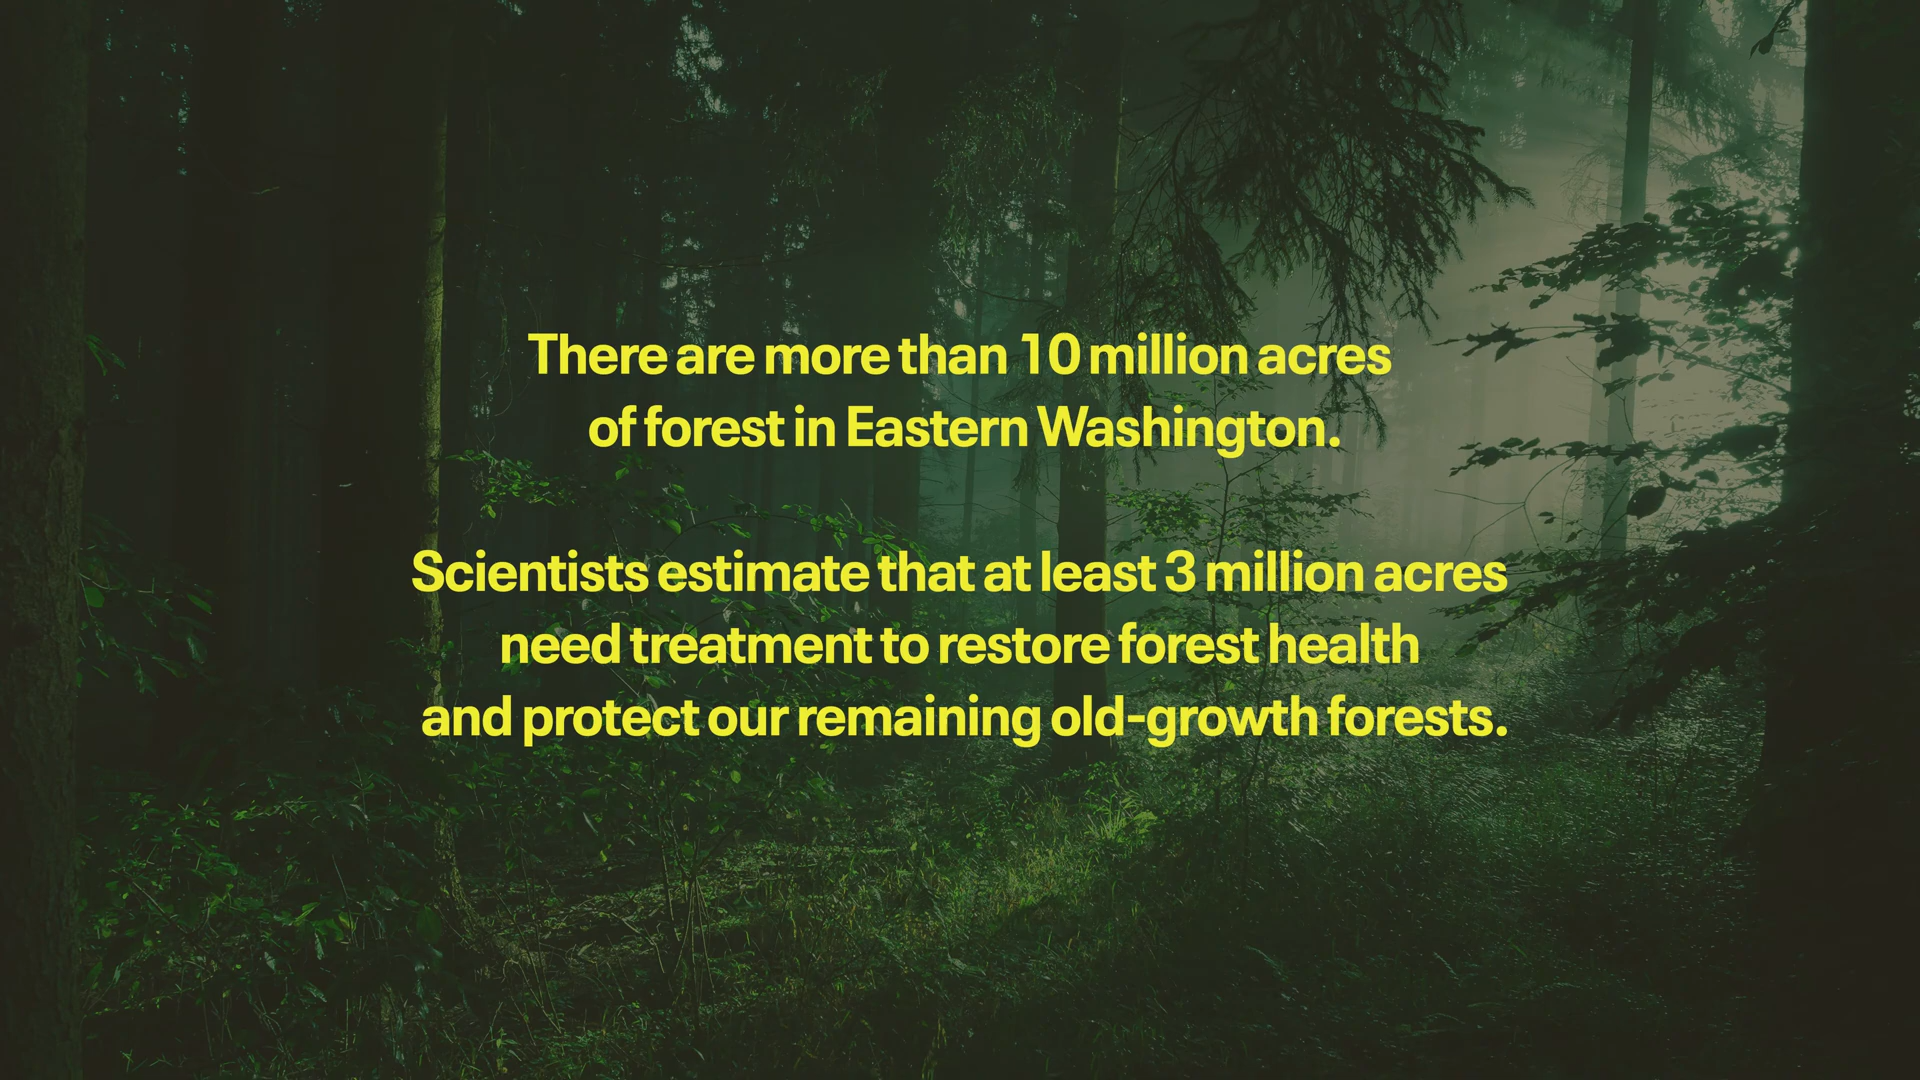 There are more than 10 million acres
of forest in Eastern Washington.
Scientists estimate that at least 3 million acres
need treatment to restore forest health
and protect our remaining old-growth forests.